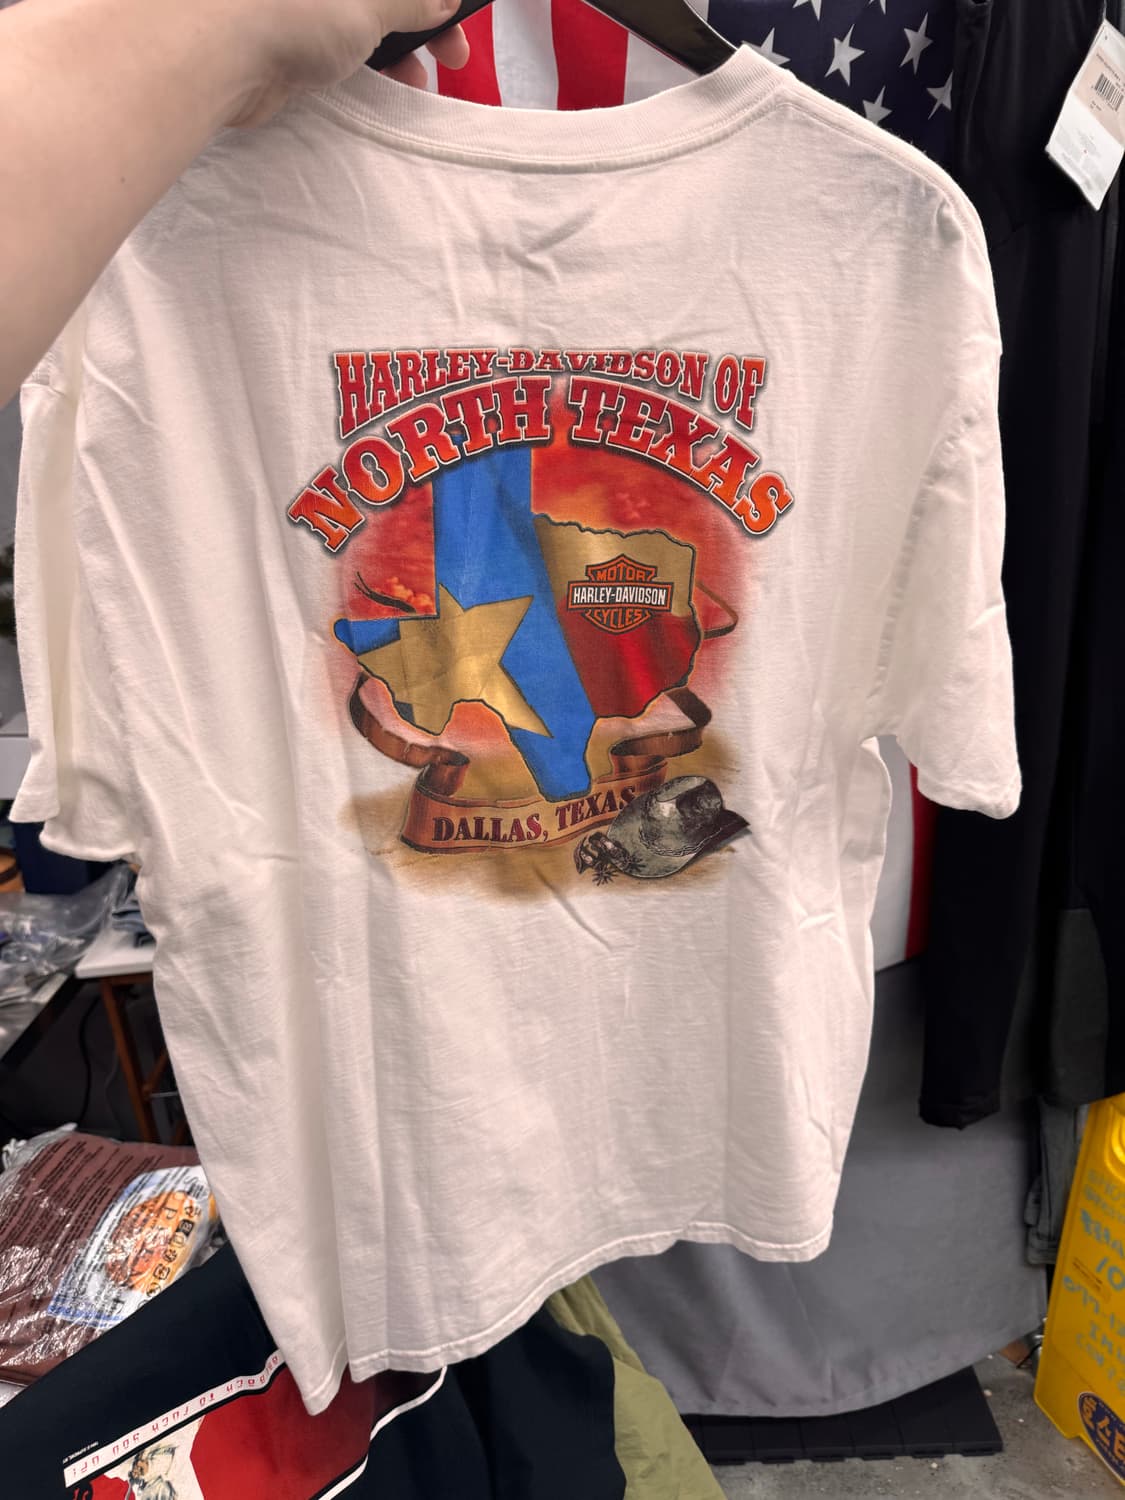 HARLEY-DAVIDSON OF
NORTH TEXAS
MOTOR
HARLEY-DAVIDSON
CYCLES
DALLAS, TEXAS